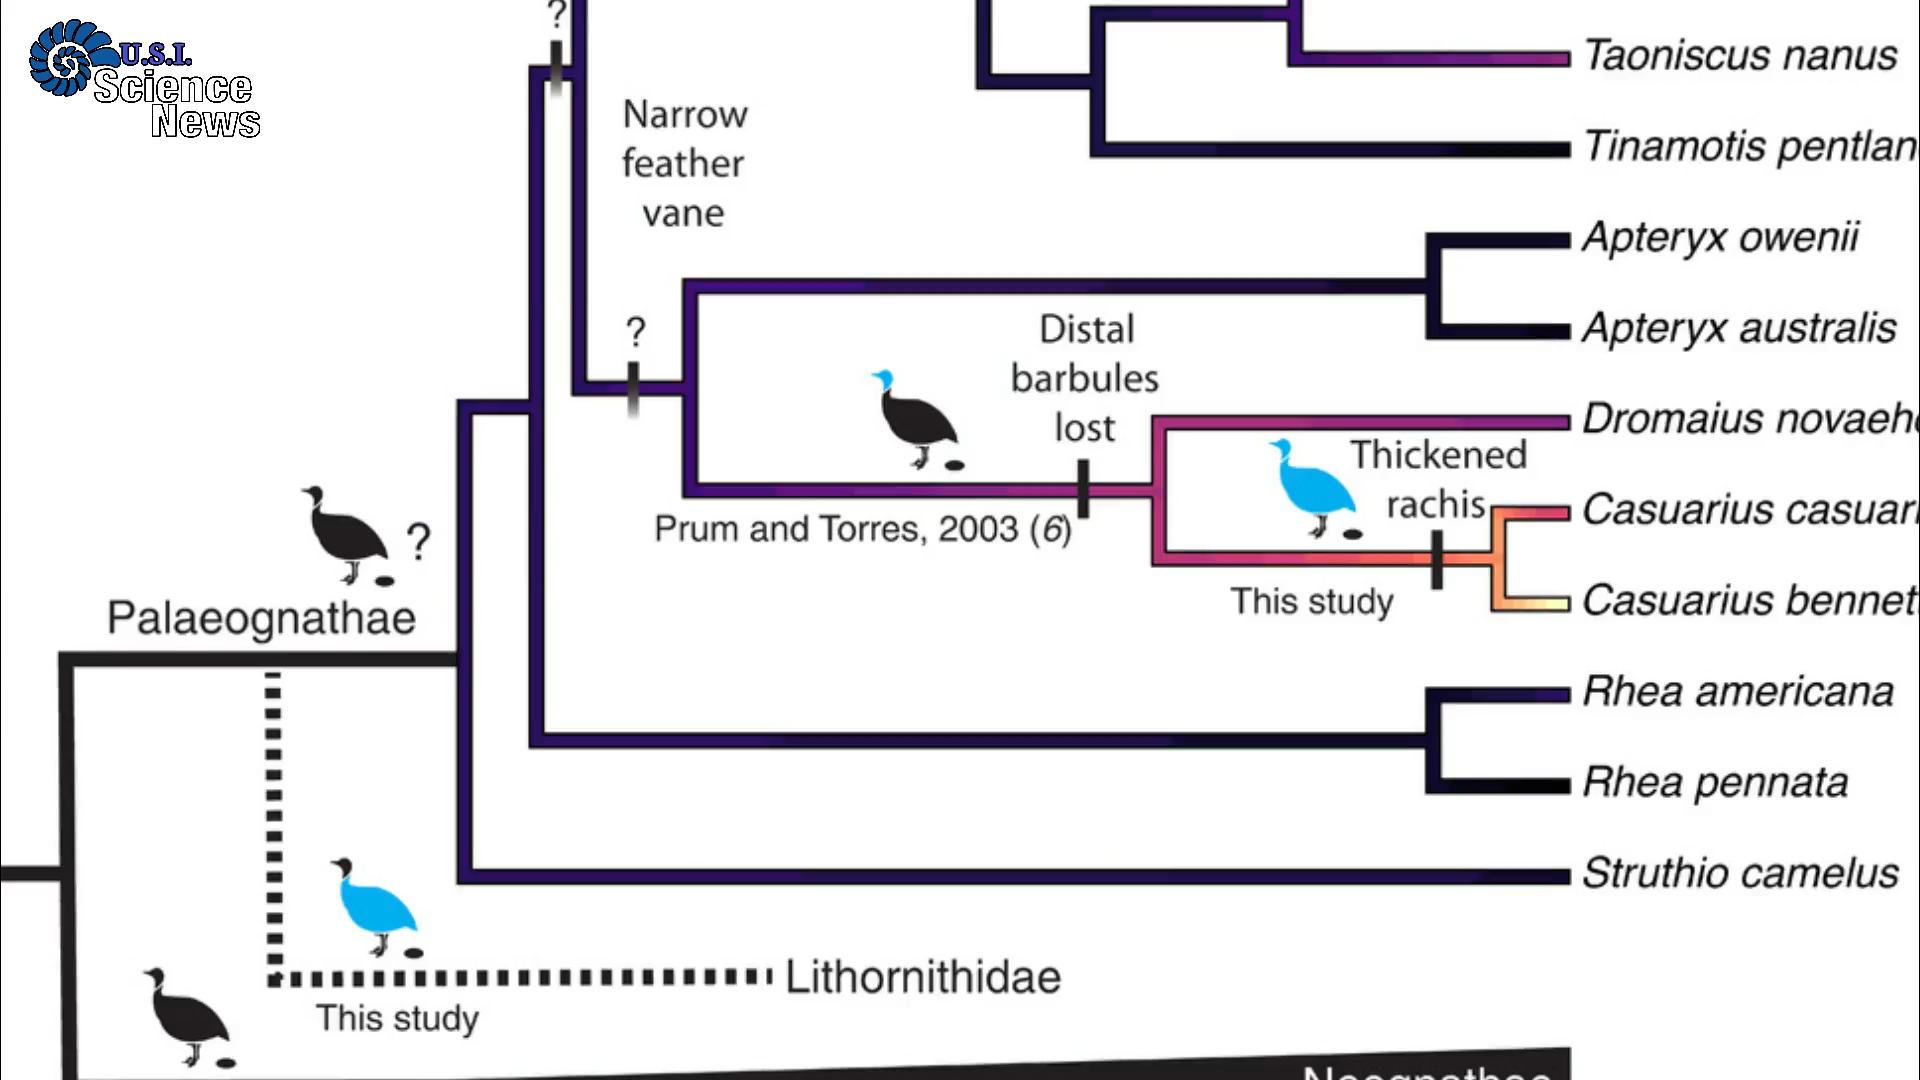 U.S.I.
Science
News
?
Narrow
feather
vane
Taoniscus nanus
Tinamotis pentlan
Apteryx owenii
Apteryx australis
?
Distal
barbules
lost
Dromaius novaeh
Thickened
rachis
Casuarius casuari
Prum and Torres, 2003 (6)
?
This study
Casuarius bennet
Palaeognathae
Rhea americana
Rhea pennata
Struthio camelus
Lithornithidae
This study
Neognathae